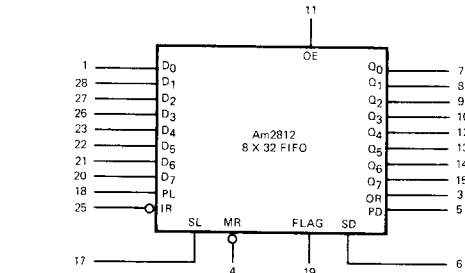 11
OE
1 D0 Q0 7
28 D1 Q1 8
27 D2 Q2 9
26 D3 Q3 10
23 D4 Q4 12
22 D5 Q5 13
21 D6 Q6 14
20 D7 Q7 15
18 PL OR 3
25 IR PD 5
Am2812
8 X 32 FIFO
SL MR FLAG SD
17 4 19 6